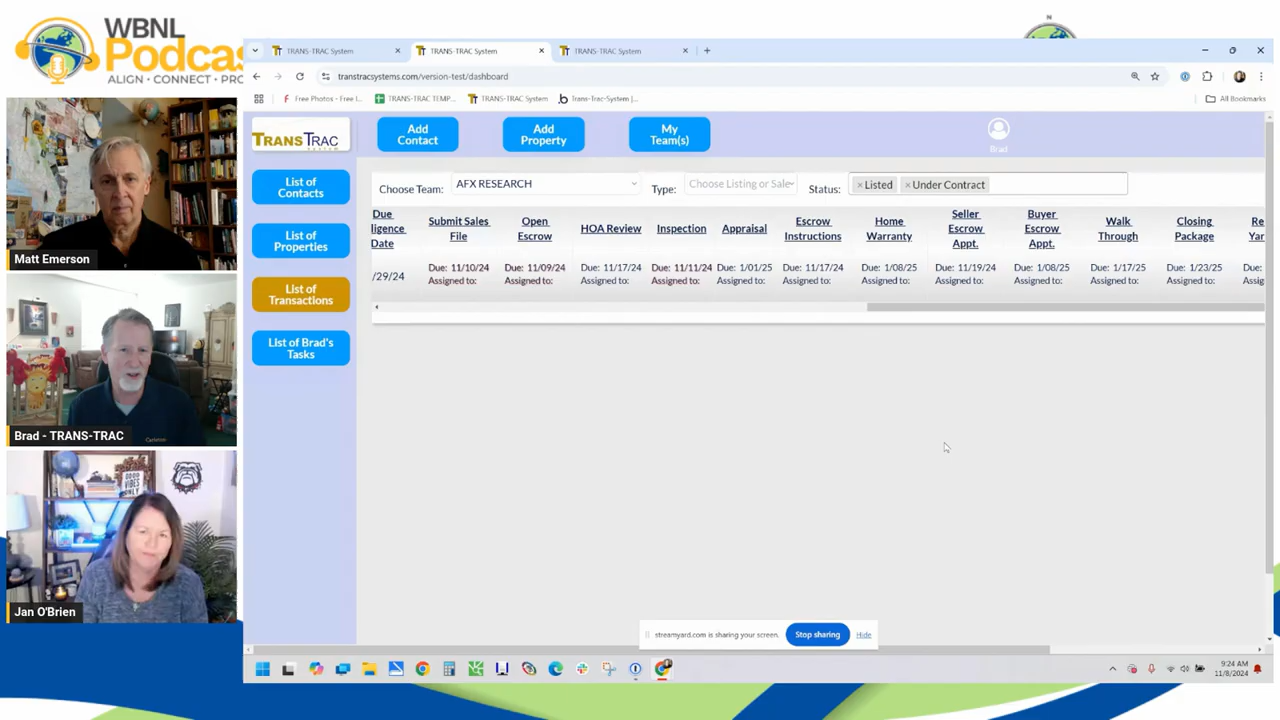 WBNL
Podcas
ALIGN · CONNECT · PRO
N
Matt Emerson
Brad - TRANS-TRAC
Jan O'Brien
GOOD
VIBES
ONLY
TRANS-TRAC System
TRANS-TRAC System
TRANS-TRAC System
transtracsystems.com/version-test/dashboard
Free Photos - Free I...
TRANS-TRAC TEMP...
TRANS-TRAC System
Trans-Trac-System |...
All Bookmarks
TRANSTRAC
SYSTEM
Add Contact
Add Property
My Team(s)
Brad
List of Contacts
List of Properties
List of Transactions
List of Brad's Tasks
Choose Team: AFX RESEARCH Type: Choose Listing or Sale Status: × Listed × Under Contract
Due
ligence
Date
Submit Sales File
Open Escrow
HOA Review
Inspection
Appraisal
Escrow Instructions
Home Warranty
Seller Escrow Appt.
Buyer Escrow Appt.
Walk Through
Closing Package
Re
Yar
/29/24
Due: 11/10/24 Due: 11/09/24 Due: 11/17/24 Due: 11/11/24 Due: 1/01/25 Due: 11/17/24 Due: 1/08/25 Due: 11/19/24 Due: 1/08/25 Due: 1/17/25 Due: 1/23/25 Due:
Assigned to: Assigned to: Assigned to: Assigned to: Assigned to: Assigned to: Assigned to: Assigned to: Assigned to: Assigned to: Assigned to: Assig
streamyard.com is sharing your screen. Stop sharing Hide
9:24 AM
11/8/2024